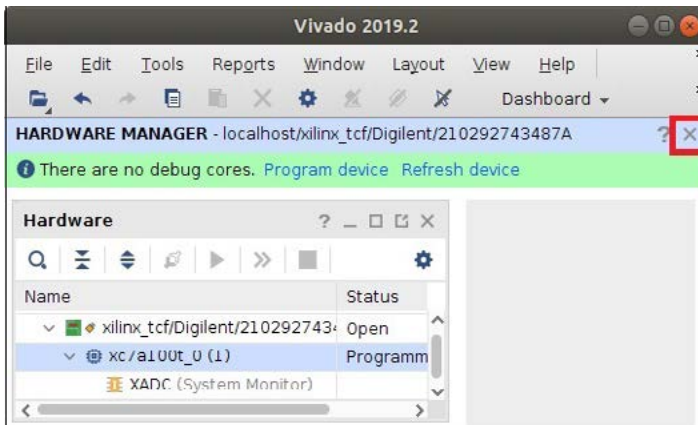 Vivado 2019.2
File Edit Tools Reports Window Layout View Help
Dashboard
HARDWARE MANAGER - localhost/xilinx_tcf/Digilent/210292743487A
There are no debug cores. Program device Refresh device
Hardware
Name Status
xilinx_tcf/Digilent/2102927434 Open
xc7a100t_0 (1) Programm
XADC (System Monitor)